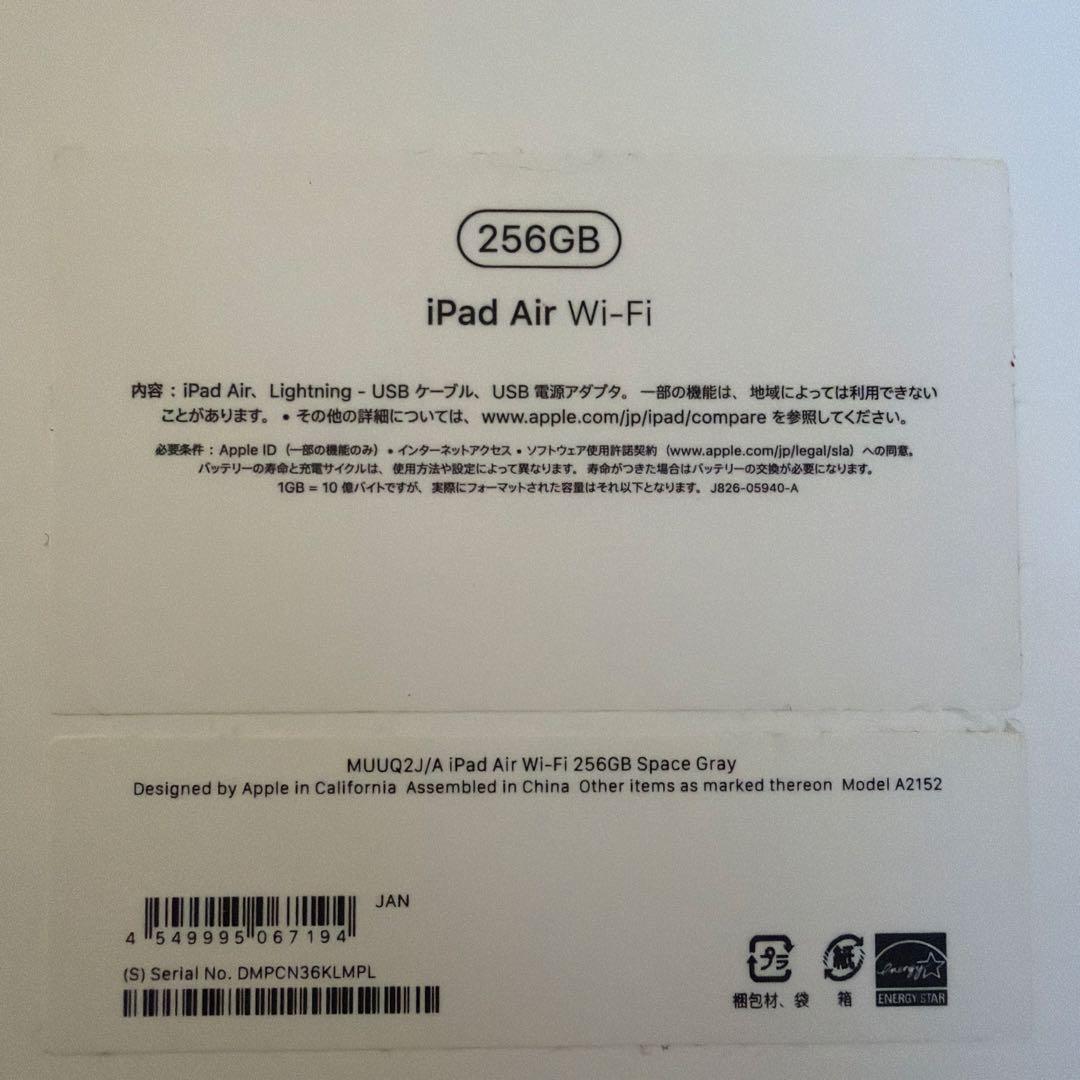 256GB
iPad Air Wi-Fi
内容：iPad Air、Lightning - USB ケーブル、USB 電源アダプタ。一部の機能は、地域によっては利用できない
ことがあります。• その他の詳細については、www.apple.com/jp/ipad/compare を参照してください。
必要条件：Apple ID（一部の機能のみ）• インターネットアクセス • ソフトウェア使用許諾契約（www.apple.com/jp/legal/sla）への同意。
バッテリーの寿命と充電サイクルは、使用方法や設定によって異なります。寿命がつきた場合はバッテリーの交換が必要になります。
1GB = 10 億バイトですが、実際にフォーマットされた容量はそれ以下となります。J826-05940-A
MUUQ2J/A iPad Air Wi-Fi 256GB Space Gray
Designed by Apple in California Assembled in China Other items as marked thereon Model A2152
JAN
4 549995 067194
(S) Serial No. DMPCN36KLMPL
プラ 紙 energy
梱包材、袋 箱 ENERGY STAR